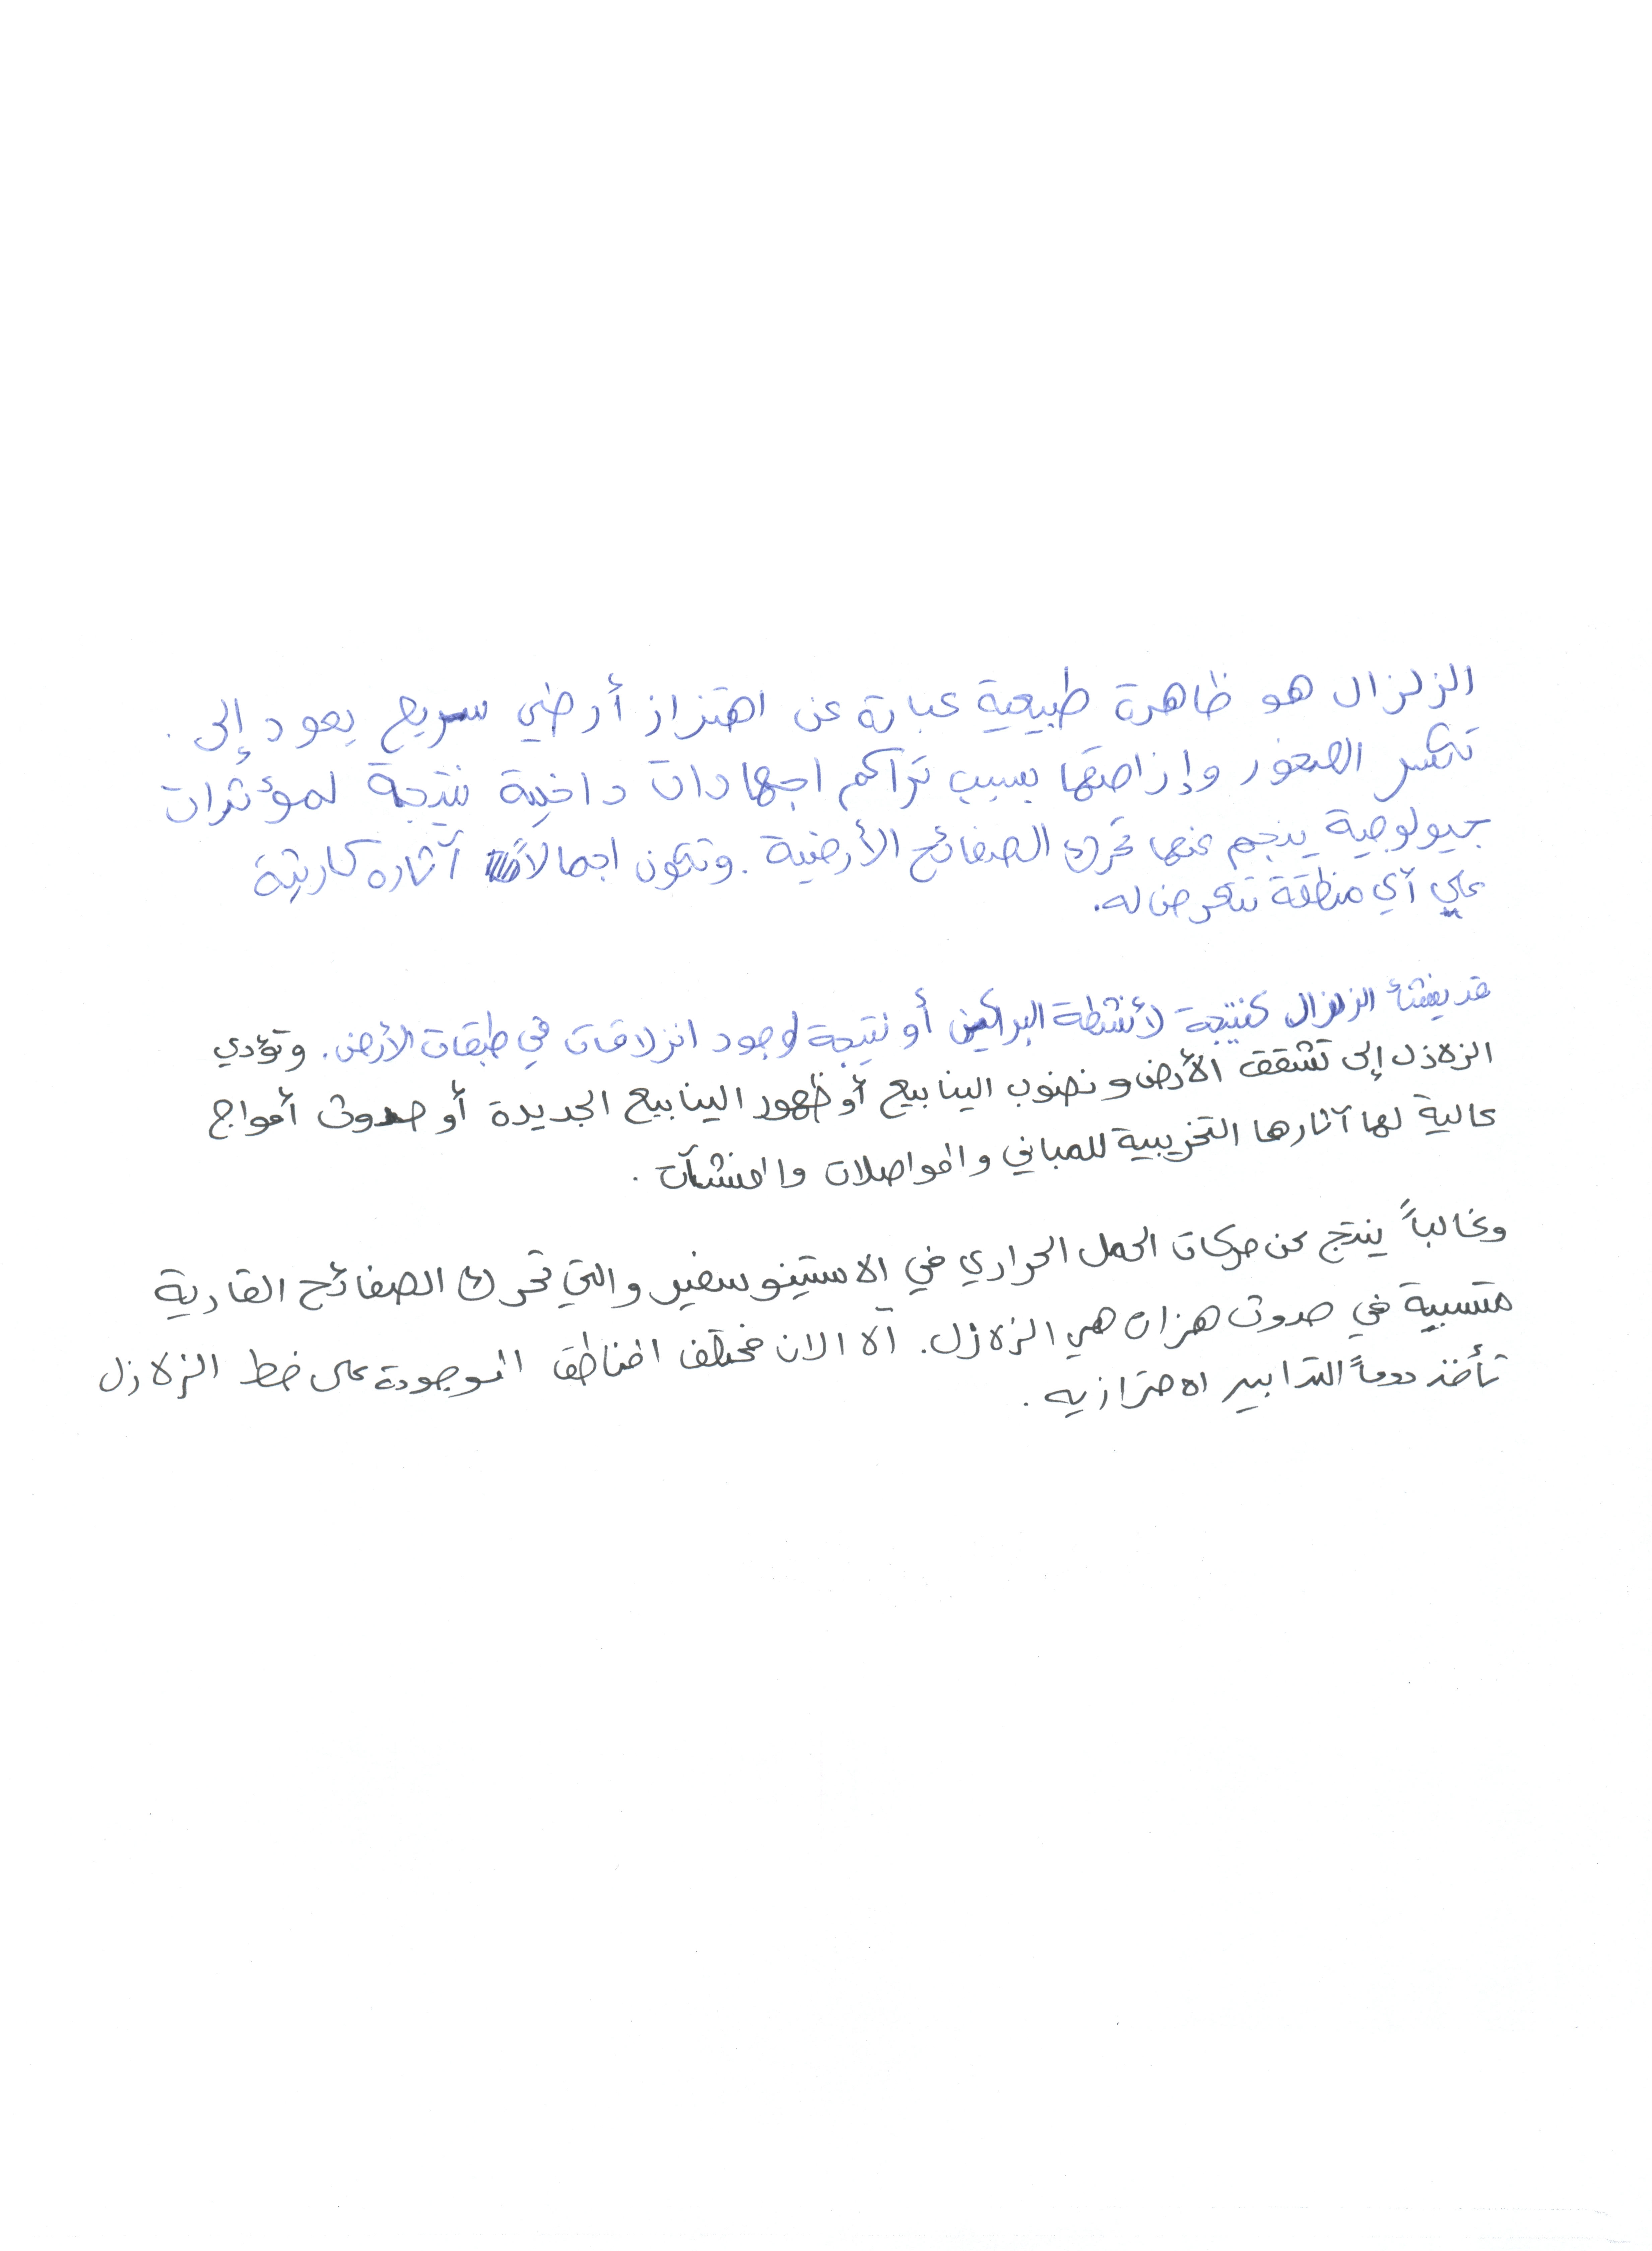 الزلزال هو ظاهرة طبيعية عبارة عن اهتزاز أرضي سريع يعود إلى .
تكسر الصخور وإزاحتها بسبب تراكم اجهادات داخلية نتيجة لمؤثرات
جيولوجية ينجم عنها تحرك الصفائح الأرضية . وتكون اجمالاً آثاره كارثية
علي أي منطقة تتعرض له .
قد ينشأ الزلزال كنتيجة لأنشطة البراكين أو نتيجة لوجود انزلاقات في طبقات الأرض . وتؤدي
الزلازل إلى تشقق الأرض و نضوب الينابيع أو ظهور الينابيع الجديدة أو حدوث أمواج
عالية لها آثارها التخريبية للمباني والمواصلات والمنشآت .
وغالباً ينتج عن حركات الحمل الحراري في الاستينوسفير والتي تحرك الصفائح القارية
متسببة في حدوث هزات هي الزلازل . الان مختلف المناطق الموجودة على خط الزلازل
تأخذ دوماً التدابير الاحترازيه .